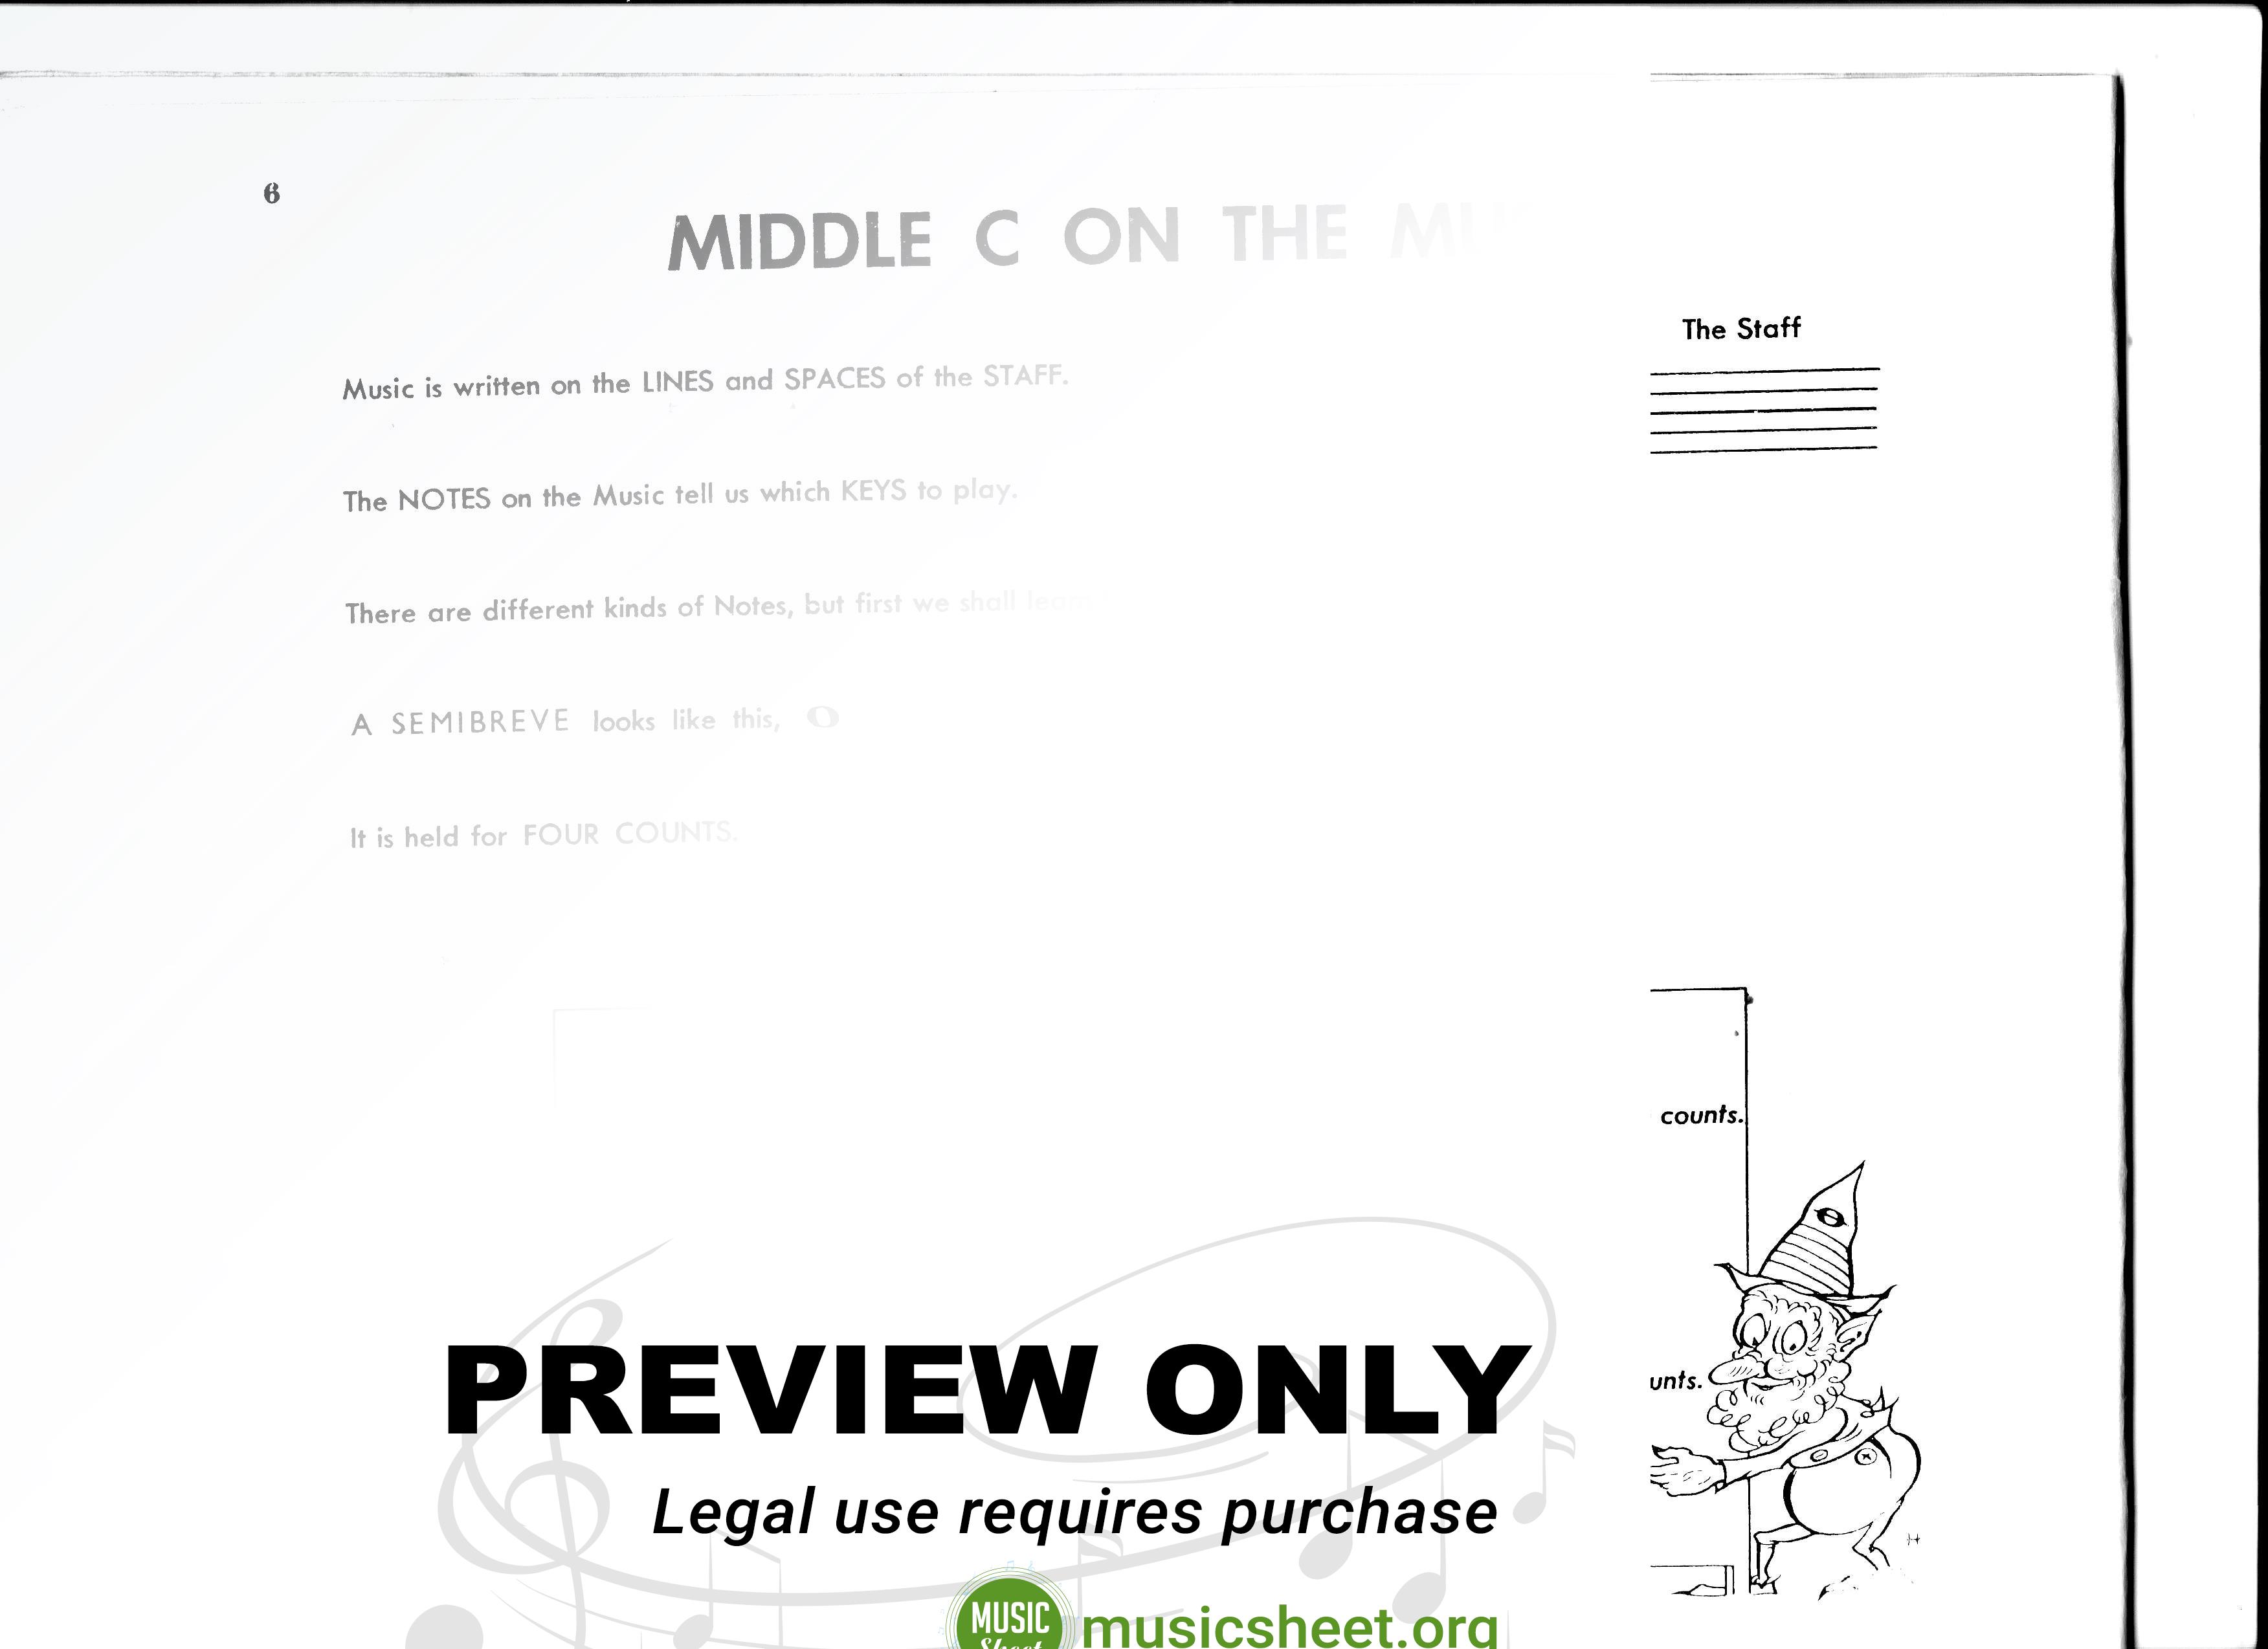 6
MIDDLE C ON THE MU
The Staff
Music is written on the LINES and SPACES of the STAFF.
The NOTES on the Music tell us which KEYS to play.
There are different kinds of Notes, but first we shall learn
A SEMIBREVE looks like this,
It is held for FOUR COUNTS.
counts.
unts.
PREVIEW ONLY
Legal use requires purchase
MUSIC
Sheet
musicsheet.org